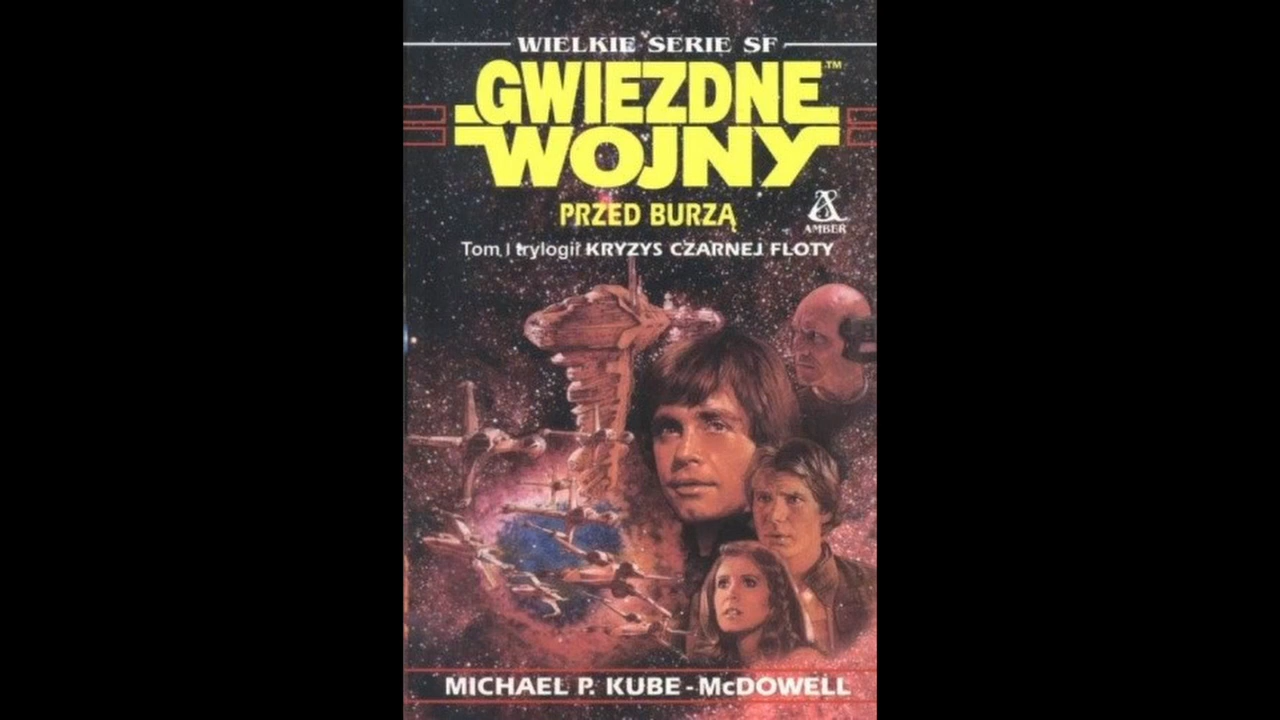 WIELKIE SERIE SF
GWIEZDNE™
WOJNY
PRZED BURZĄ
AMBER
Tom I trylogii KRYZYS CZARNEJ FLOTY
MICHAEL P. KUBE-McDOWELL